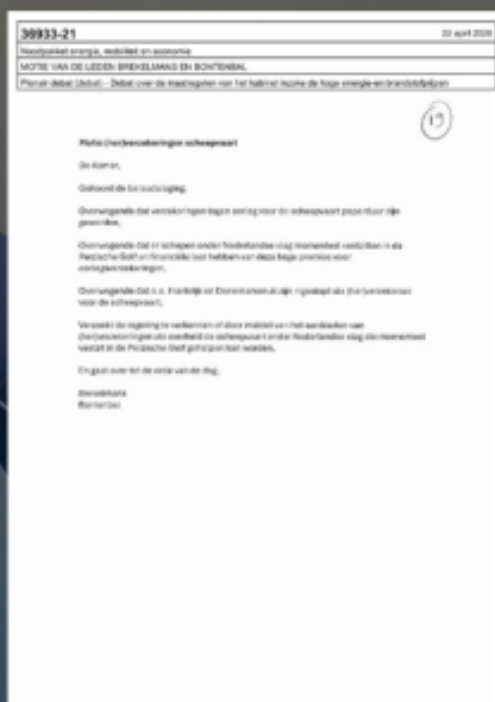 36933-21
22 april 2026
Noodpakket energie, mobiliteit en economie
MOTIE VAN DE LEDEN BREKELMANS EN BONTENBAL
Plenair debat (debat) - Debat over de maatregelen van het kabinet inzake de hoge energie-en brandstofprijzen
Motie (her)verzekeringen scheepvaart
De Kamer,
Gehoord de beraadslaging,
Overwegende dat verzekeringen tegen oorlog voor de scheepvaart peperduur zijn
geworden,
Overwegende dat er schepen onder Nederlandse vlag momenteel vastzitten in de
Perzische Golf en financiële last hebben van deze hoge premies voor
oorlogsverzekeringen,
Overwegende dat o.a. Frankrijk en Denemarken al zijn ingestapt als (her)verzekeraar
voor de scheepvaart,
Verzoekt de regering te verkennen of door middel van het aanbieden van
(her)verzekeringen als overheid de scheepvaart onder Nederlandse vlag die momenteel
vastzit in de Perzische Golf geholpen kan worden,
En gaat over tot de orde van de dag,
Brekelmans
Bontenbal